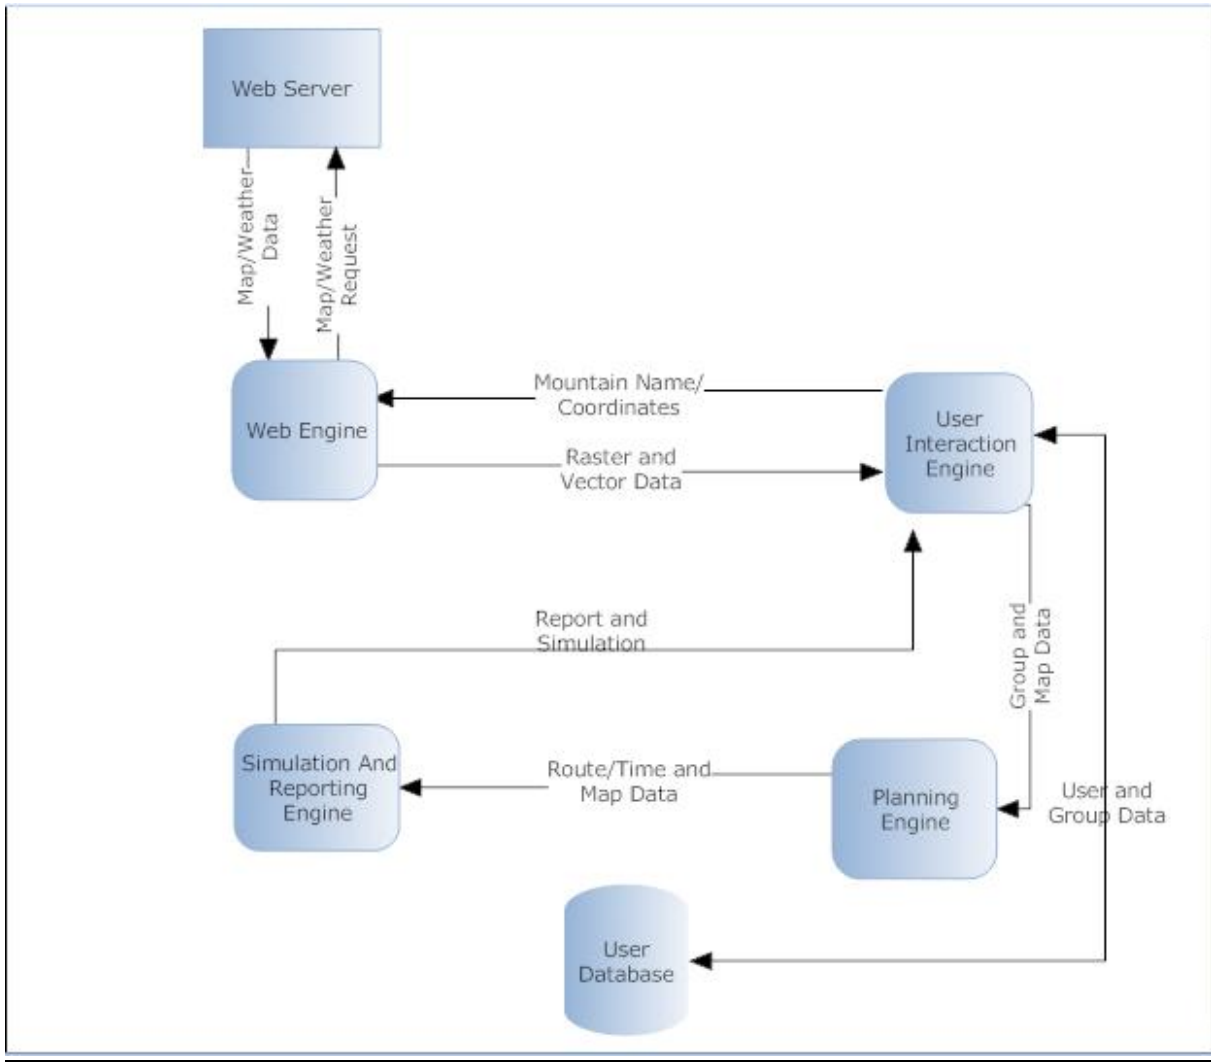 Web Server
Map/Weather
Data
Map/Weather
Request
Web Engine
Mountain Name/
Coordinates
Raster and
Vector Data
User
Interaction
Engine
Report and
Simulation
Group and
Map Data
Simulation And
Reporting
Engine
Route/Time and
Map Data
Planning
Engine
User and
Group Data
User
Database